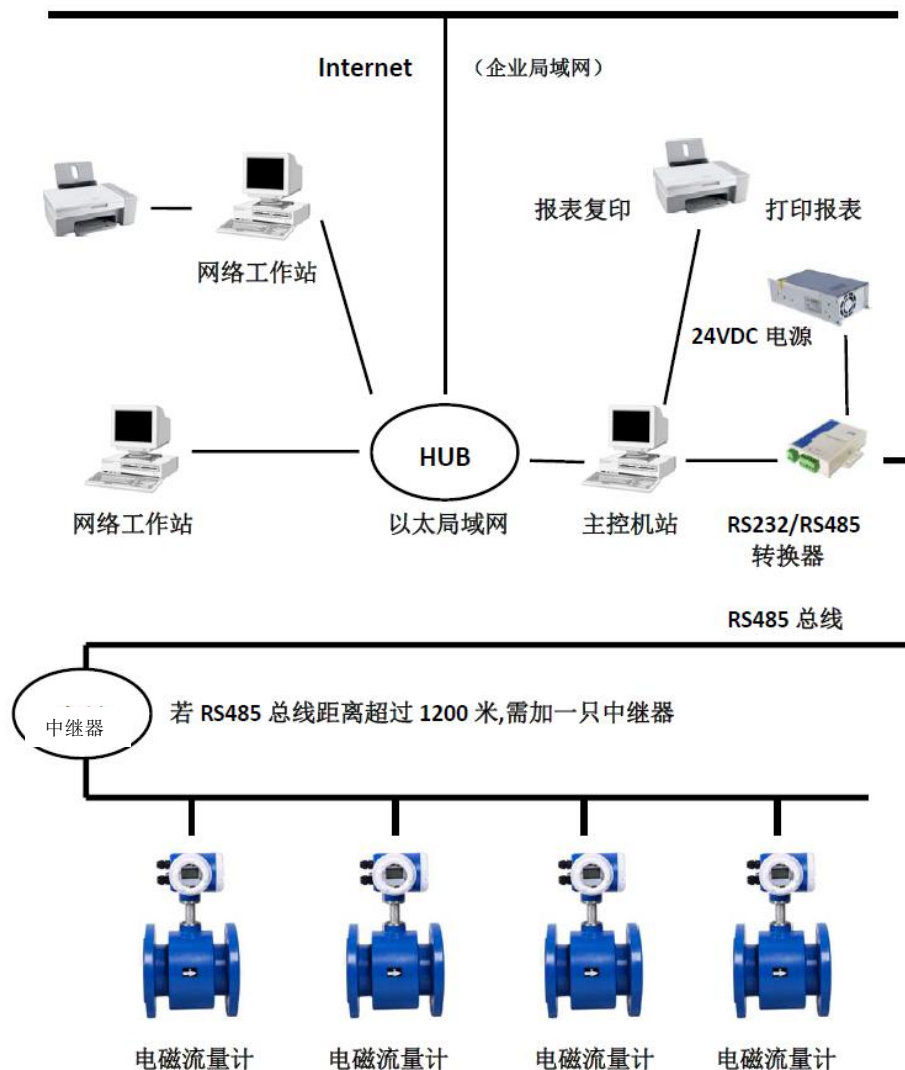 Internet （企业局域网）
报表复印 打印报表
网络工作站
24VDC 电源
HUB
网络工作站 以太局域网 主控机站 RS232/RS485
转换器
RS485 总线
中继器 若 RS485 总线距离超过 1200 米,需加一只中继器
电磁流量计 电磁流量计 电磁流量计 电磁流量计